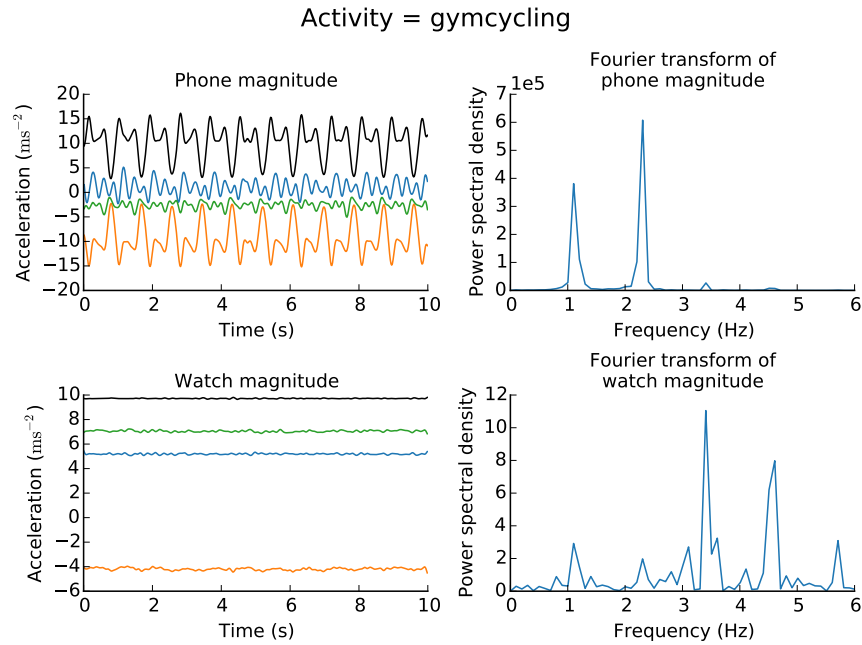 Activity = gymcycling
Phone magnitude
Acceleration (ms⁻²)
20
15
10
5
0
−5
−10
−15
−20
0 2 4 6 8 10
Time (s)
Fourier transform of
phone magnitude
1e5
Power spectral density
7
6
5
4
3
2
1
0
0 1 2 3 4 5 6
Frequency (Hz)
Watch magnitude
Acceleration (ms⁻²)
10
8
6
4
2
0
−2
−4
−6
0 2 4 6 8 10
Time (s)
Fourier transform of
watch magnitude
Power spectral density
12
10
8
6
4
2
0
0 1 2 3 4 5 6
Frequency (Hz)